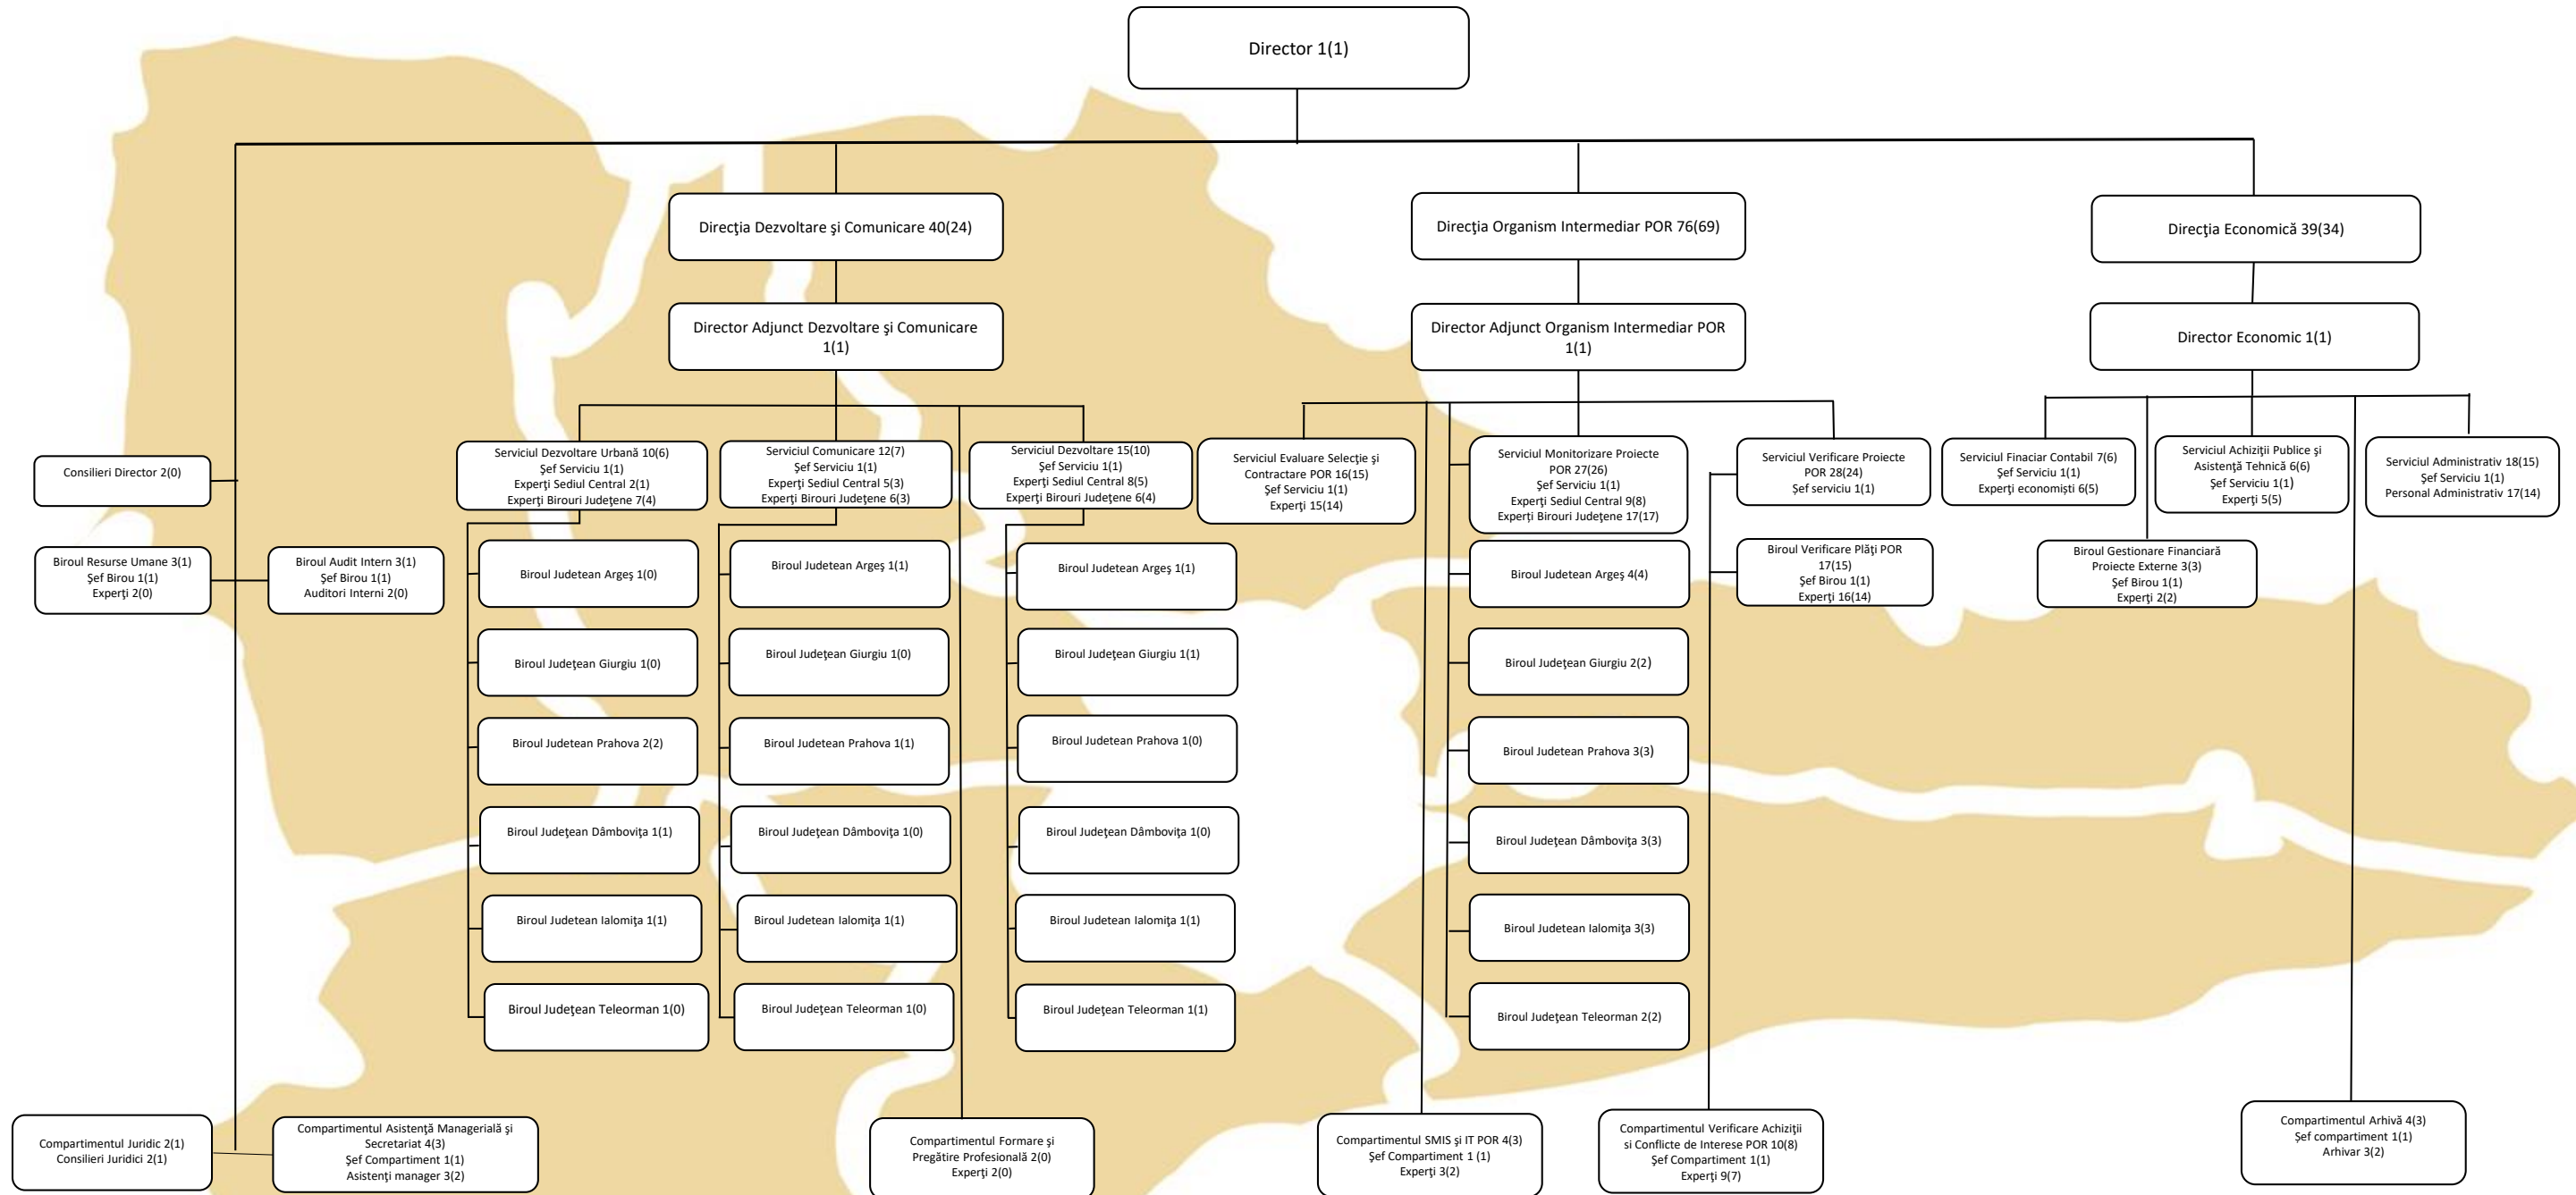 Director 1(1)
Direcţia Dezvoltare şi Comunicare 40(24)
Direcţia Organism Intermediar POR 76(69)
Direcţia Economică 39(34)
Director Adjunct Dezvoltare şi Comunicare
1(1)
Director Adjunct Organism Intermediar POR
1(1)
Director Economic 1(1)
Consilieri Director 2(0)
Serviciul Dezvoltare Urbană 10(6)
Şef Serviciu 1(1)
Experţi Sediul Central 2(1)
Experţi Birouri Judeţene 7(4)
Serviciul Comunicare 12(7)
Şef Serviciu 1(1)
Experţi Sediul Central 5(3)
Experţi Birouri Judeţene 6(3)
Serviciul Dezvoltare 15(10)
Şef Serviciu 1(1)
Experţi Sediul Central 8(5)
Experţi Birouri Judeţene 6(4)
Serviciul Evaluare Selecţie şi
Contractare POR 16(15)
Şef Serviciu 1(1)
Experţi 15(14)
Serviciul Monitorizare Proiecte
POR 27(26)
Şef Serviciu 1(1)
Experţi Sediul Central 9(8)
Experţi Birouri Judeţene 17(17)
Serviciul Verificare Proiecte
POR 28(24)
Şef serviciu 1(1)
Serviciul Finaciar Contabil 7(6)
Şef Serviciu 1(1)
Experţi economişti 6(5)
Serviciul Achiziţii Publice şi
Asistenţă Tehnică 6(6)
Şef Serviciu 1(1)
Experţi 5(5)
Serviciul Administrativ 18(15)
Şef Serviciu 1(1)
Personal Administrativ 17(14)
Biroul Resurse Umane 3(1)
Şef Birou 1(1)
Experţi 2(0)
Biroul Audit Intern 3(1)
Şef Birou 1(1)
Auditori Interni 2(0)
Biroul Judetean Argeş 1(0)
Biroul Judetean Argeş 1(1)
Biroul Judetean Argeş 1(1)
Biroul Judetean Argeş 4(4)
Biroul Verificare Plăţi POR
17(15)
Şef Birou 1(1)
Experţi 16(14)
Biroul Gestionare Financiară
Proiecte Externe 3(3)
Şef Birou 1(1)
Experţi 2(2)
Biroul Judeţean Giurgiu 1(0)
Biroul Judeţean Giurgiu 1(0)
Biroul Judeţean Giurgiu 1(1)
Biroul Judeţean Giurgiu 2(2)
Biroul Judetean Prahova 2(2)
Biroul Judetean Prahova 1(1)
Biroul Judetean Prahova 1(0)
Biroul Judetean Prahova 3(3)
Biroul Judeţean Dâmboviţa 1(1)
Biroul Judeţean Dâmboviţa 1(0)
Biroul Judeţean Dâmboviţa 1(0)
Biroul Judeţean Dâmboviţa 3(3)
Biroul Judetean Ialomiţa 1(1)
Biroul Judetean Ialomiţa 1(1)
Biroul Judetean Ialomiţa 1(1)
Biroul Judetean Ialomiţa 3(3)
Biroul Judeţean Teleorman 1(0)
Biroul Judeţean Teleorman 1(0)
Biroul Judeţean Teleorman 1(1)
Biroul Judeţean Teleorman 2(2)
Compartimentul Juridic 2(1)
Consilieri Juridici 2(1)
Compartimentul Asistenţă Managerială şi
Secretariat 4(3)
Şef Compartiment 1(1)
Asistenţi manager 3(2)
Compartimentul Formare şi
Pregătire Profesională 2(0)
Experţi 2(0)
Compartimentul SMIS şi IT POR 4(3)
Şef Compartiment 1 (1)
Experţi 3(2)
Compartimentul Verificare Achiziţii
si Conflicte de Interese POR 10(8)
Şef Compartiment 1(1)
Experţi 9(7)
Compartimentul Arhivă 4(3)
Şef compartiment 1(1)
Arhivar 3(2)